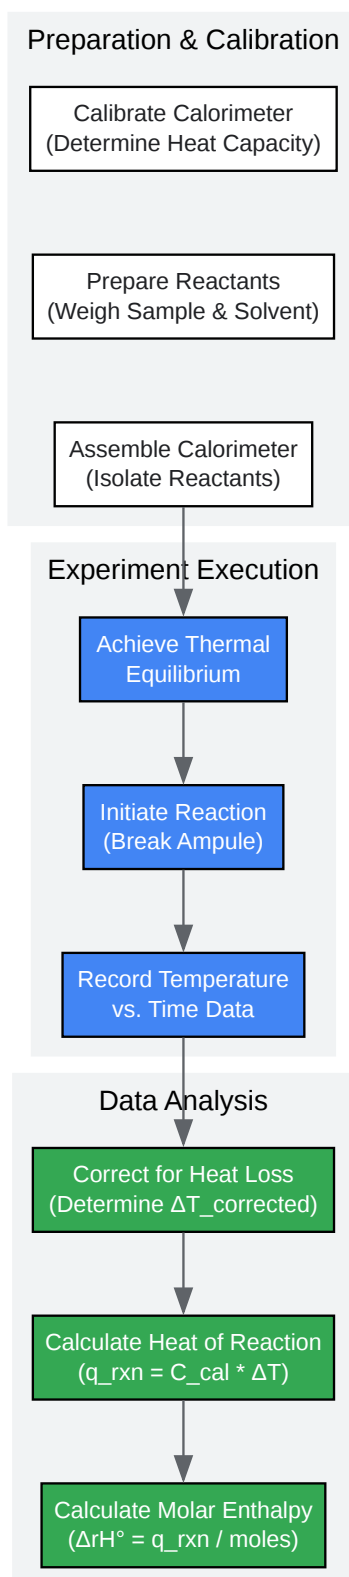 Preparation & Calibration
Calibrate Calorimeter
(Determine Heat Capacity)
Prepare Reactants
(Weigh Sample & Solvent)
Assemble Calorimeter
(Isolate Reactants)
Experiment Execution
Achieve Thermal
Equilibrium
Initiate Reaction
(Break Ampule)
Record Temperature
vs. Time Data
Data Analysis
Correct for Heat Loss
(Determine ΔT_corrected)
Calculate Heat of Reaction
(q_rxn = C_cal * ΔT)
Calculate Molar Enthalpy
(ΔrH° = q_rxn / moles)